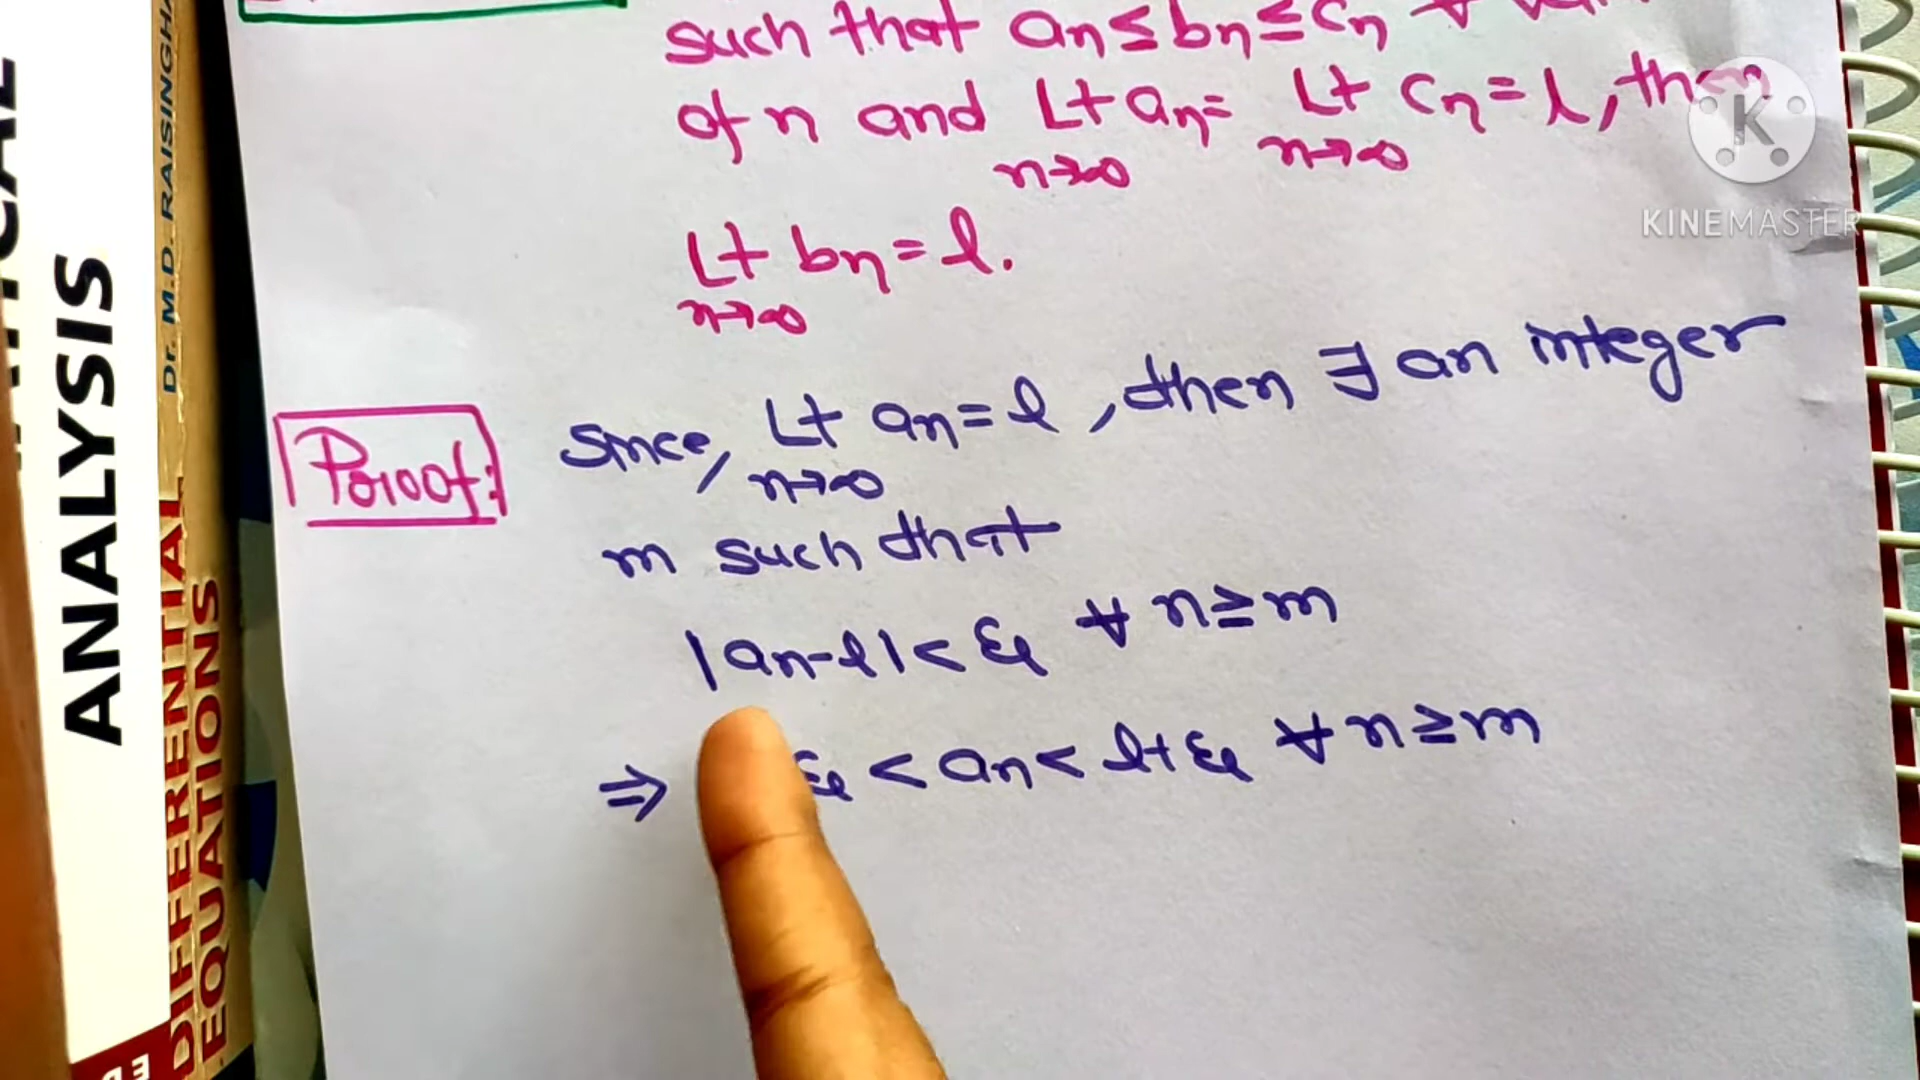 such that an ≤ bn ≤ cn ∀
of n and Lt an = Lt cn = l, then
n→∞ n→∞
Lt bn = l.
n→∞
Proof:
Since, Lt an = l, then ∃ an integer
n→∞
m such that
|an-l| < ε, ∀ n ≥ m
⇒ ε, < an < l+ε, ∀ n ≥ m
KINEMASTER
K
ANALYSIS
Dr. M.D. RAISINGHA
DIFFERENTIAL
EQUATIONS